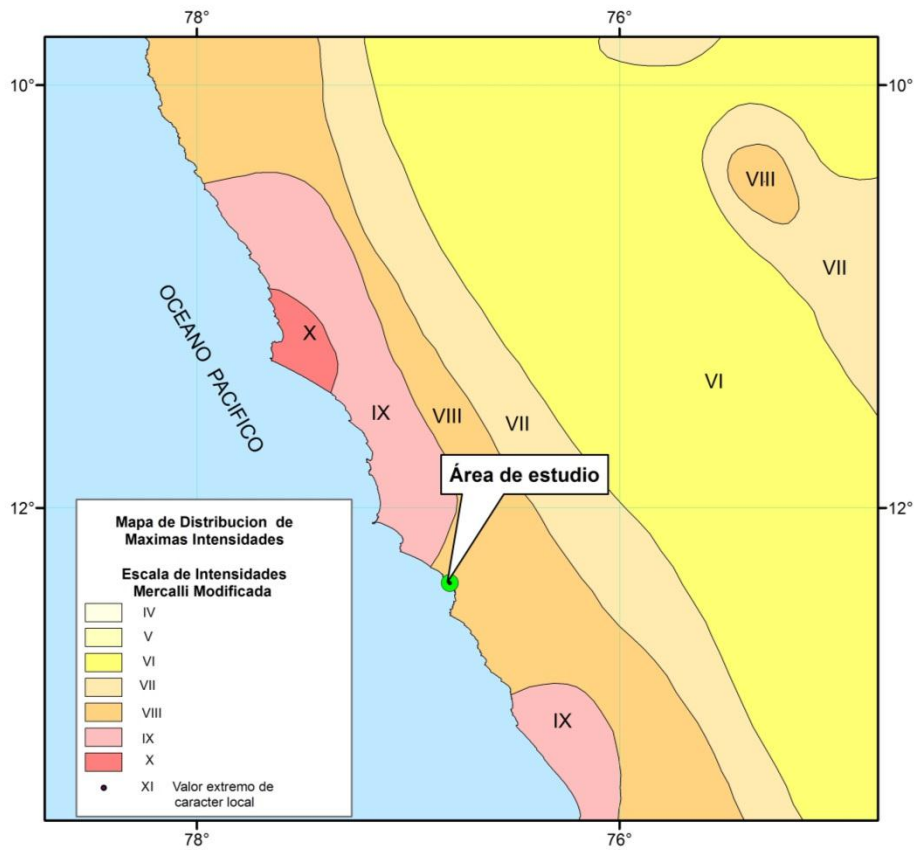 78°
76°
10°
10°
VIII
VII
X
OCEANO PACIFICO
VI
IX
VIII
VII
Área de estudio
12°
12°
Mapa de Distribucion de
Maximas Intensidades
Escala de Intensidades
Mercalli Modificada
IV
V
VI
VII
VIII
IX
X
XI Valor extremo de
caracter local
IX
78°
76°